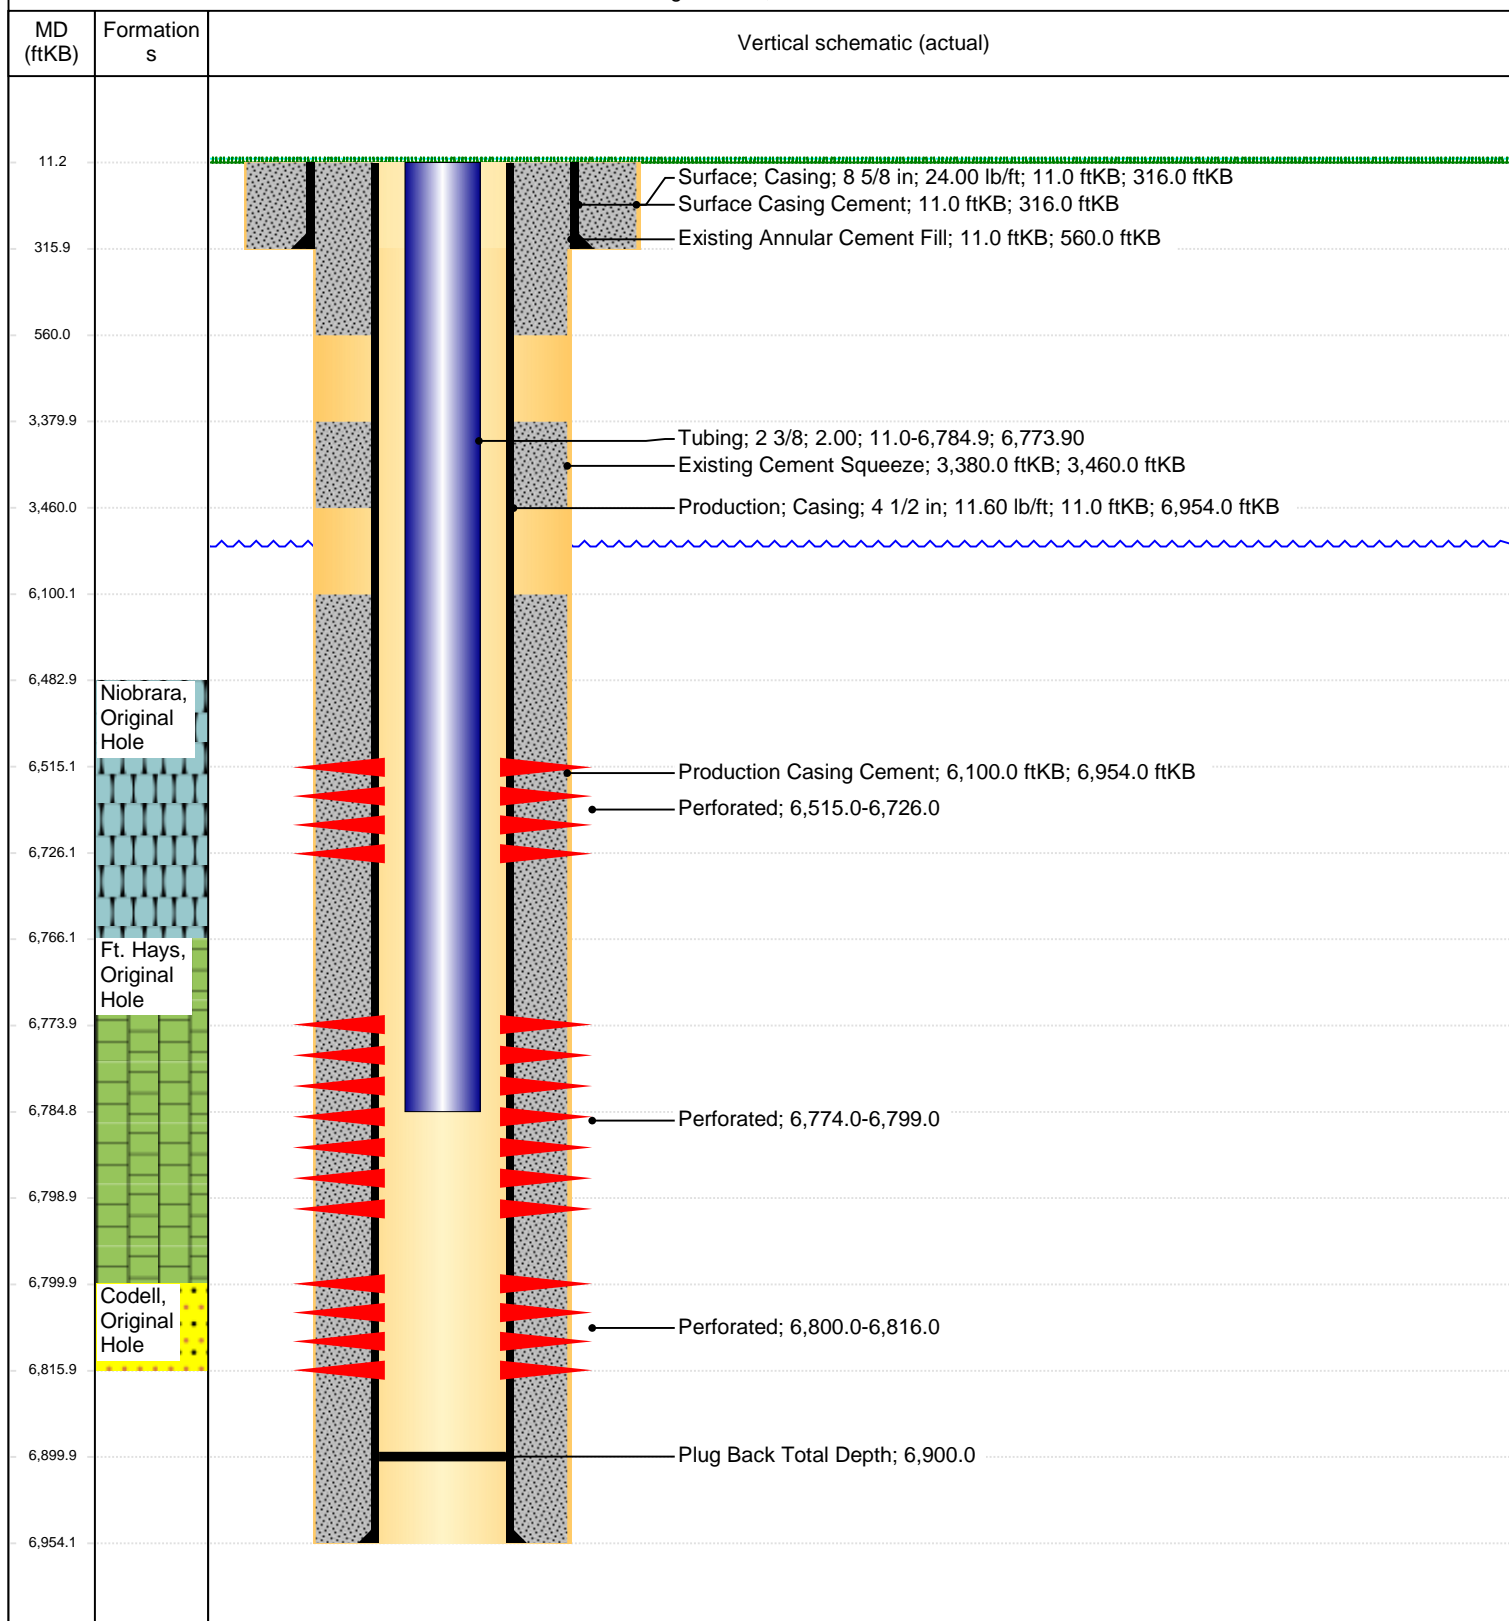 MD
(ftKB)
Formation
s
Vertical schematic (actual)
11.2
Surface; Casing; 8 5/8 in; 24.00 lb/ft; 11.0 ftKB; 316.0 ftKB
Surface Casing Cement; 11.0 ftKB; 316.0 ftKB
Existing Annular Cement Fill; 11.0 ftKB; 560.0 ftKB
315.9
560.0
3,379.9
Tubing; 2 3/8; 2.00; 11.0-6,784.9; 6,773.90
Existing Cement Squeeze; 3,380.0 ftKB; 3,460.0 ftKB
3,460.0
Production; Casing; 4 1/2 in; 11.60 lb/ft; 11.0 ftKB; 6,954.0 ftKB
6,100.1
6,482.9
Niobrara,
Original
Hole
6,515.1
Production Casing Cement; 6,100.0 ftKB; 6,954.0 ftKB
Perforated; 6,515.0-6,726.0
6,726.1
6,766.1
Ft. Hays,
Original
Hole
6,773.9
6,784.8
Perforated; 6,774.0-6,799.0
6,798.9
6,799.9
Codell,
Original
Hole
Perforated; 6,800.0-6,816.0
6,815.9
6,899.9
Plug Back Total Depth; 6,900.0
6,954.1